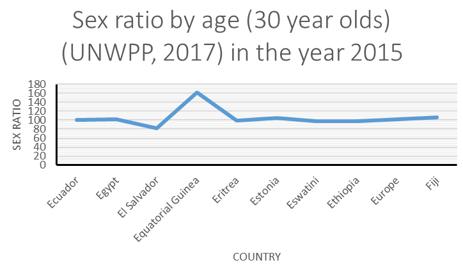 Sex ratio by age (30 year olds)
(UNWPP, 2017) in the year 2015
SEX RATIO
180
160
140
120
100
80
60
40
20
0
Ecuador
Egypt
El Salvador
Equatorial Guinea
Eritrea
Estonia
Eswatini
Ethiopia
Europe
Fiji
COUNTRY